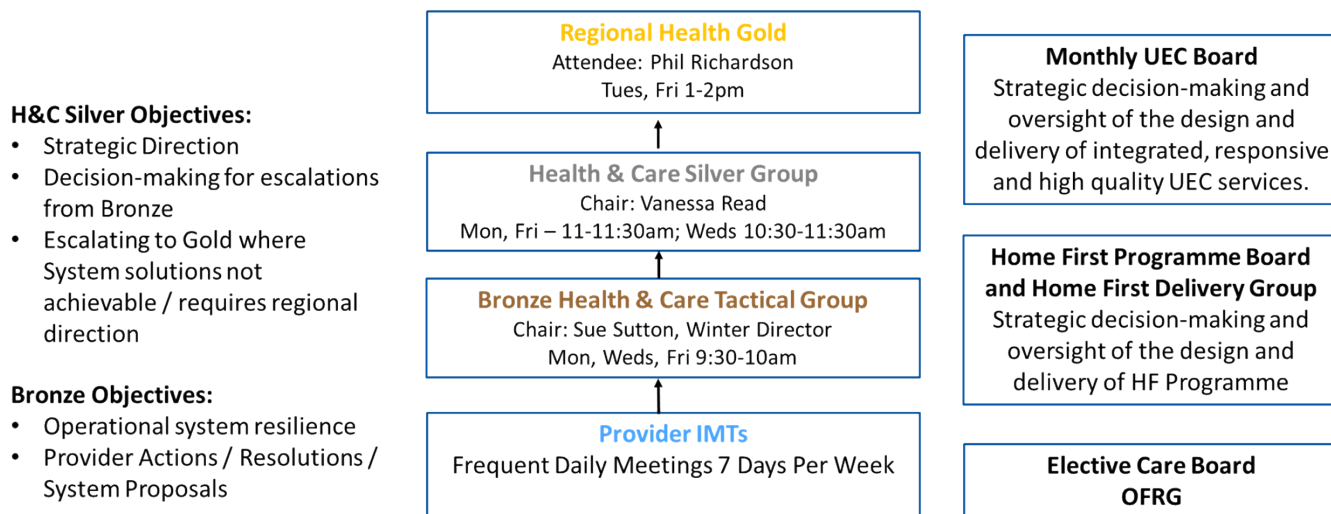 H&C Silver Objectives:
• Strategic Direction
• Decision-making for escalations
from Bronze
• Escalating to Gold where
System solutions not
achievable / requires regional
direction
Bronze Objectives:
• Operational system resilience
• Provider Actions / Resolutions /
System Proposals
Regional Health Gold
Attendee: Phil Richardson
Tues, Fri 1-2pm
Health & Care Silver Group
Chair: Vanessa Read
Mon, Fri – 11-11:30am; Weds 10:30-11:30am
Bronze Health & Care Tactical Group
Chair: Sue Sutton, Winter Director
Mon, Weds, Fri 9:30-10am
Provider IMTs
Frequent Daily Meetings 7 Days Per Week
Monthly UEC Board
Strategic decision-making and
oversight of the design and
delivery of integrated, responsive
and high quality UEC services.
Home First Programme Board
and Home First Delivery Group
Strategic decision-making and
oversight of the design and
delivery of HF Programme
Elective Care Board
OFRG